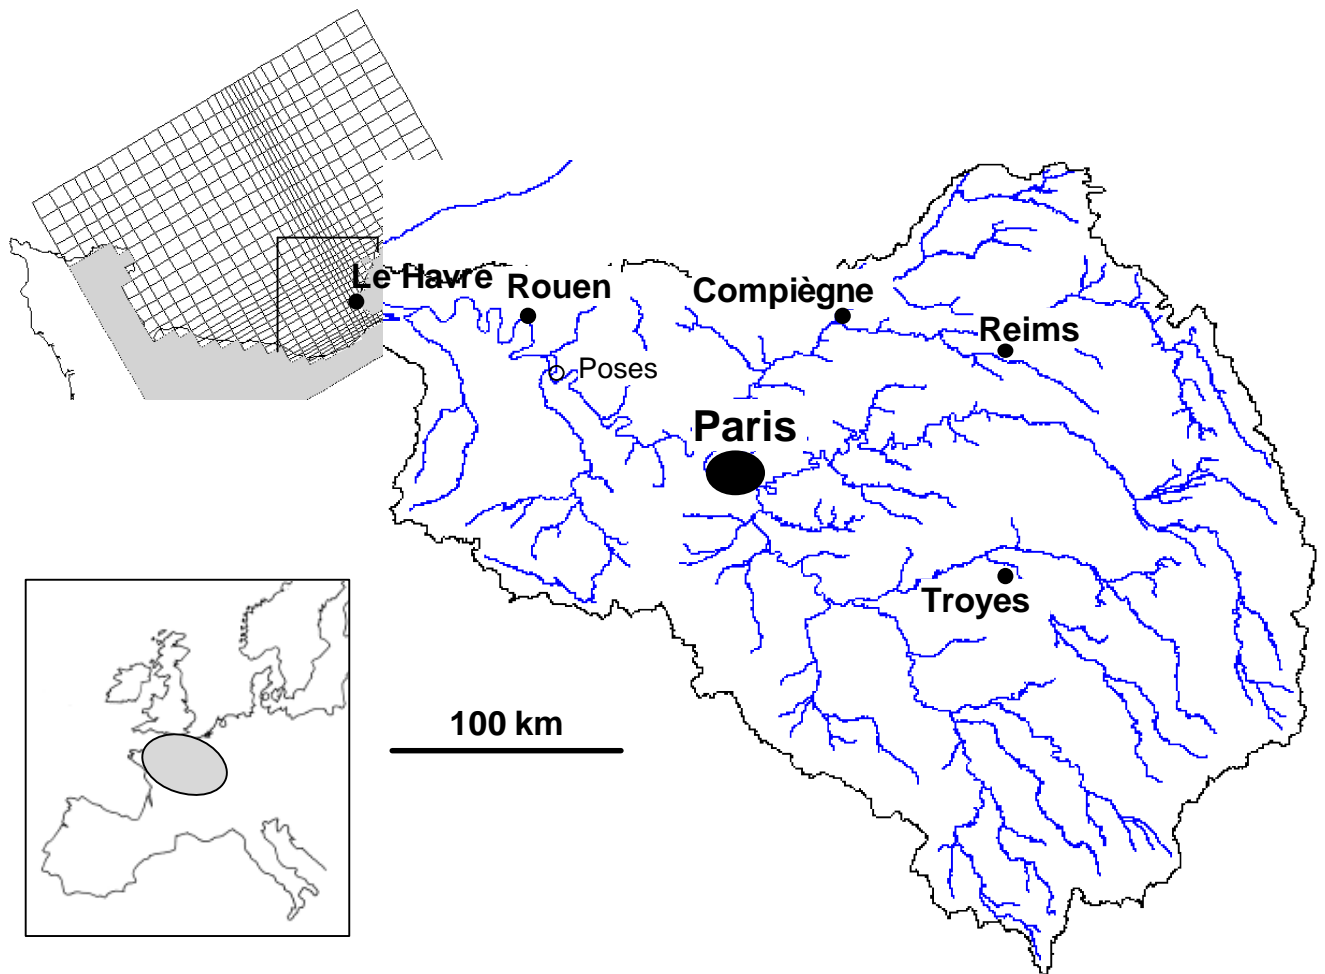 Le Havre
Rouen
Compiègne
Reims
Poses
Paris
Troyes
100 km